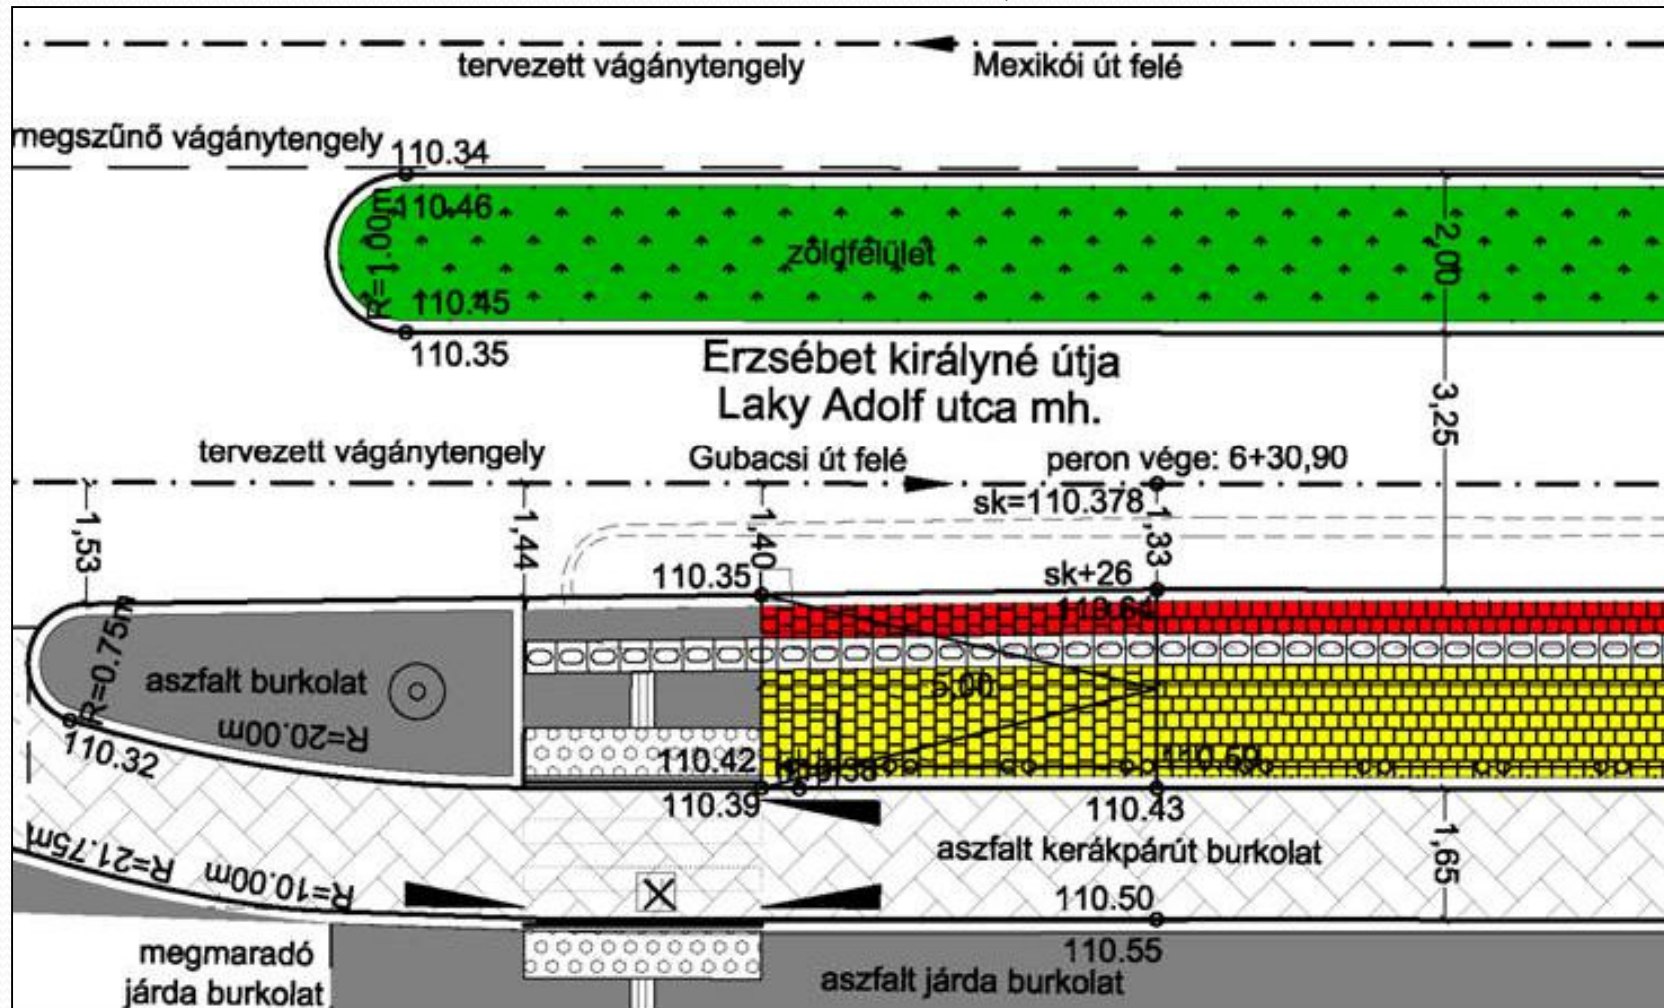 tervezett vágánytengely
Mexikói út felé
megszűnő vágánytengely
110.34
110.46
R=1.00m
zöldfelület
2,00
110.45
110.35
Erzsébet királyné útja
Laky Adolf utca mh.
3,25
tervezett vágánytengely
Gubacsi út felé
peron vége: 6+30,90
sk=110.378
1,53
1,44
1,40
1,33
110.35
sk+26
R=0.75m
aszfalt burkolat
5,00
R=20.00m
110.32
110.42
110.59
110.39
110.43
aszfalt kerékpárút burkolat
1,65
R=21.75m
R=10.00m
110.50
megmaradó
járda burkolat
110.55
aszfalt járda burkolat